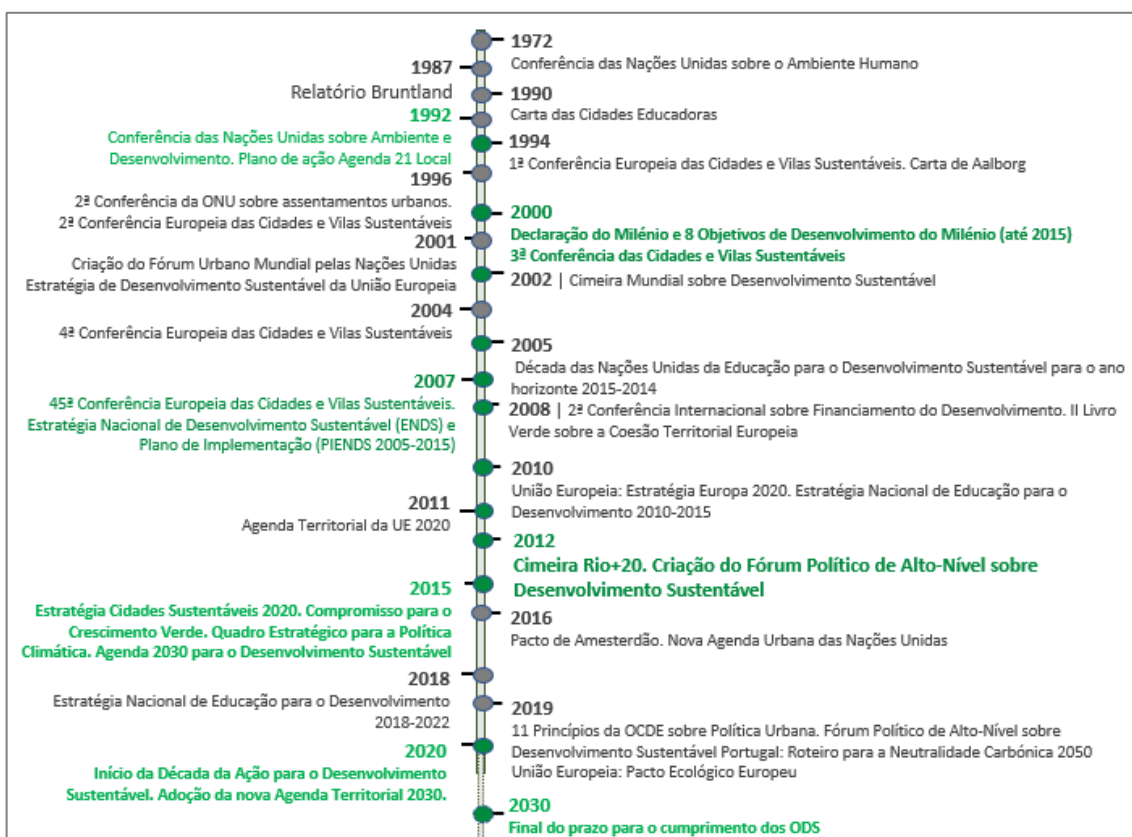 1972
Conferência das Nações Unidas sobre o Ambiente Humano
1987
Relatório Bruntland
1990
Carta das Cidades Educadoras
1992
Conferência das Nações Unidas sobre Ambiente e
Desenvolvimento. Plano de ação Agenda 21 Local
1994
1ª Conferência Europeia das Cidades e Vilas Sustentáveis. Carta de Aalborg
1996
2ª Conferência da ONU sobre assentamentos urbanos.
2ª Conferência Europeia das Cidades e Vilas Sustentáveis
2000
Declaração do Milénio e 8 Objetivos de Desenvolvimento do Milénio (até 2015)
3ª Conferência das Cidades e Vilas Sustentáveis
2001
Criação do Fórum Urbano Mundial pelas Nações Unidas
Estratégia de Desenvolvimento Sustentável da União Europeia
2002 | Cimeira Mundial sobre Desenvolvimento Sustentável
2004
4ª Conferência Europeia das Cidades e Vilas Sustentáveis
2005
Década das Nações Unidas da Educação para o Desenvolvimento Sustentável para o ano
horizonte 2015-2014
2007
45ª Conferência Europeia das Cidades e Vilas Sustentáveis.
Estratégia Nacional de Desenvolvimento Sustentável (ENDS) e
Plano de Implementação (PIENDS 2005-2015)
2008 | 2ª Conferência Internacional sobre Financiamento do Desenvolvimento. II Livro
Verde sobre a Coesão Territorial Europeia
2010
União Europeia: Estratégia Europa 2020. Estratégia Nacional de Educação para o
Desenvolvimento 2010-2015
2011
Agenda Territorial da UE 2020
2012
Cimeira Rio+20. Criação do Fórum Político de Alto-Nível sobre
Desenvolvimento Sustentável
2015
Estratégia Cidades Sustentáveis 2020. Compromisso para o
Crescimento Verde. Quadro Estratégico para a Política
Climática. Agenda 2030 para o Desenvolvimento Sustentável
2016
Pacto de Amesterdão. Nova Agenda Urbana das Nações Unidas
2018
Estratégia Nacional de Educação para o Desenvolvimento
2018-2022
2019
11 Princípios da OCDE sobre Política Urbana. Fórum Político de Alto-Nível sobre
Desenvolvimento Sustentável Portugal: Roteiro para a Neutralidade Carbónica 2050
União Europeia: Pacto Ecológico Europeu
2020
Início da Década da Ação para o Desenvolvimento
Sustentável. Adoção da nova Agenda Territorial 2030.
2030
Final do prazo para o cumprimento dos ODS